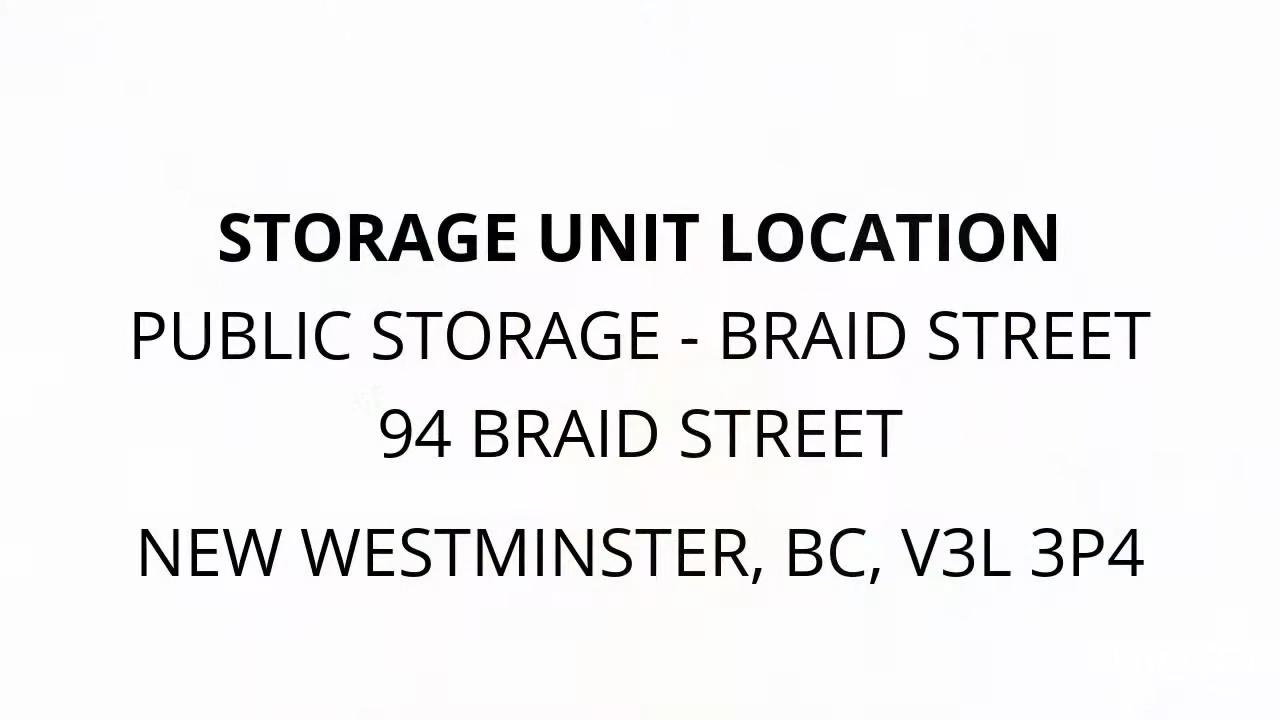 STORAGE UNIT LOCATION
PUBLIC STORAGE - BRAID STREET
94 BRAID STREET
NEW WESTMINSTER, BC, V3L 3P4